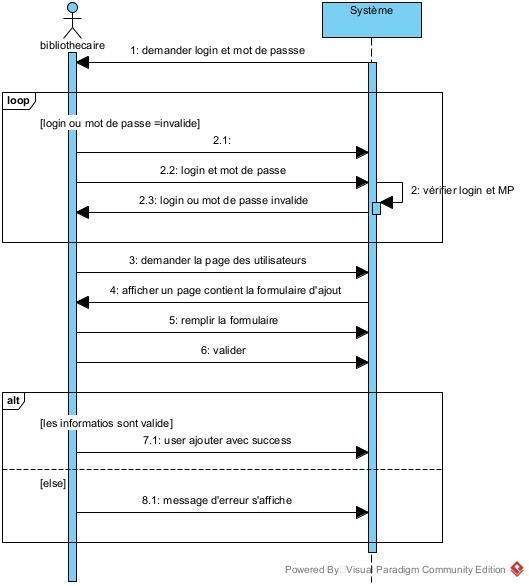 Système
bibliothecaire
1: demander login et mot de passse
loop
[login ou mot de passe =invalide]
2.1:
2.2: login et mot de passe
2: vérifier login et MP
2.3: login ou mot de passe invalide
3: demander la page des utilisateurs
4: afficher un page contient la formulaire d'ajout
5: remplir la formulaire
6: valider
alt
[les informatios sont valide]
7.1: user ajouter avec success
[else]
8.1: message d'erreur s'affiche
Powered By Visual Paradigm Community Edition